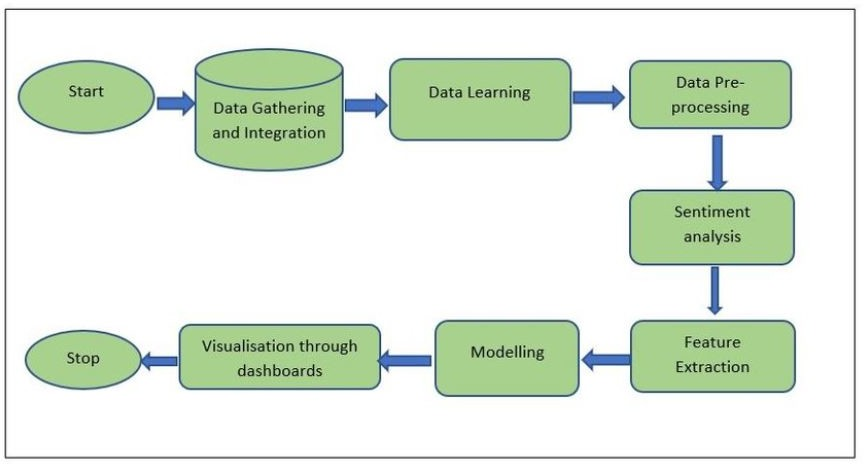 Start
Data Gathering
and Integration
Data Learning
Data Pre-
processing
Sentiment
analysis
Feature
Extraction
Modelling
Visualisation through
dashboards
Stop